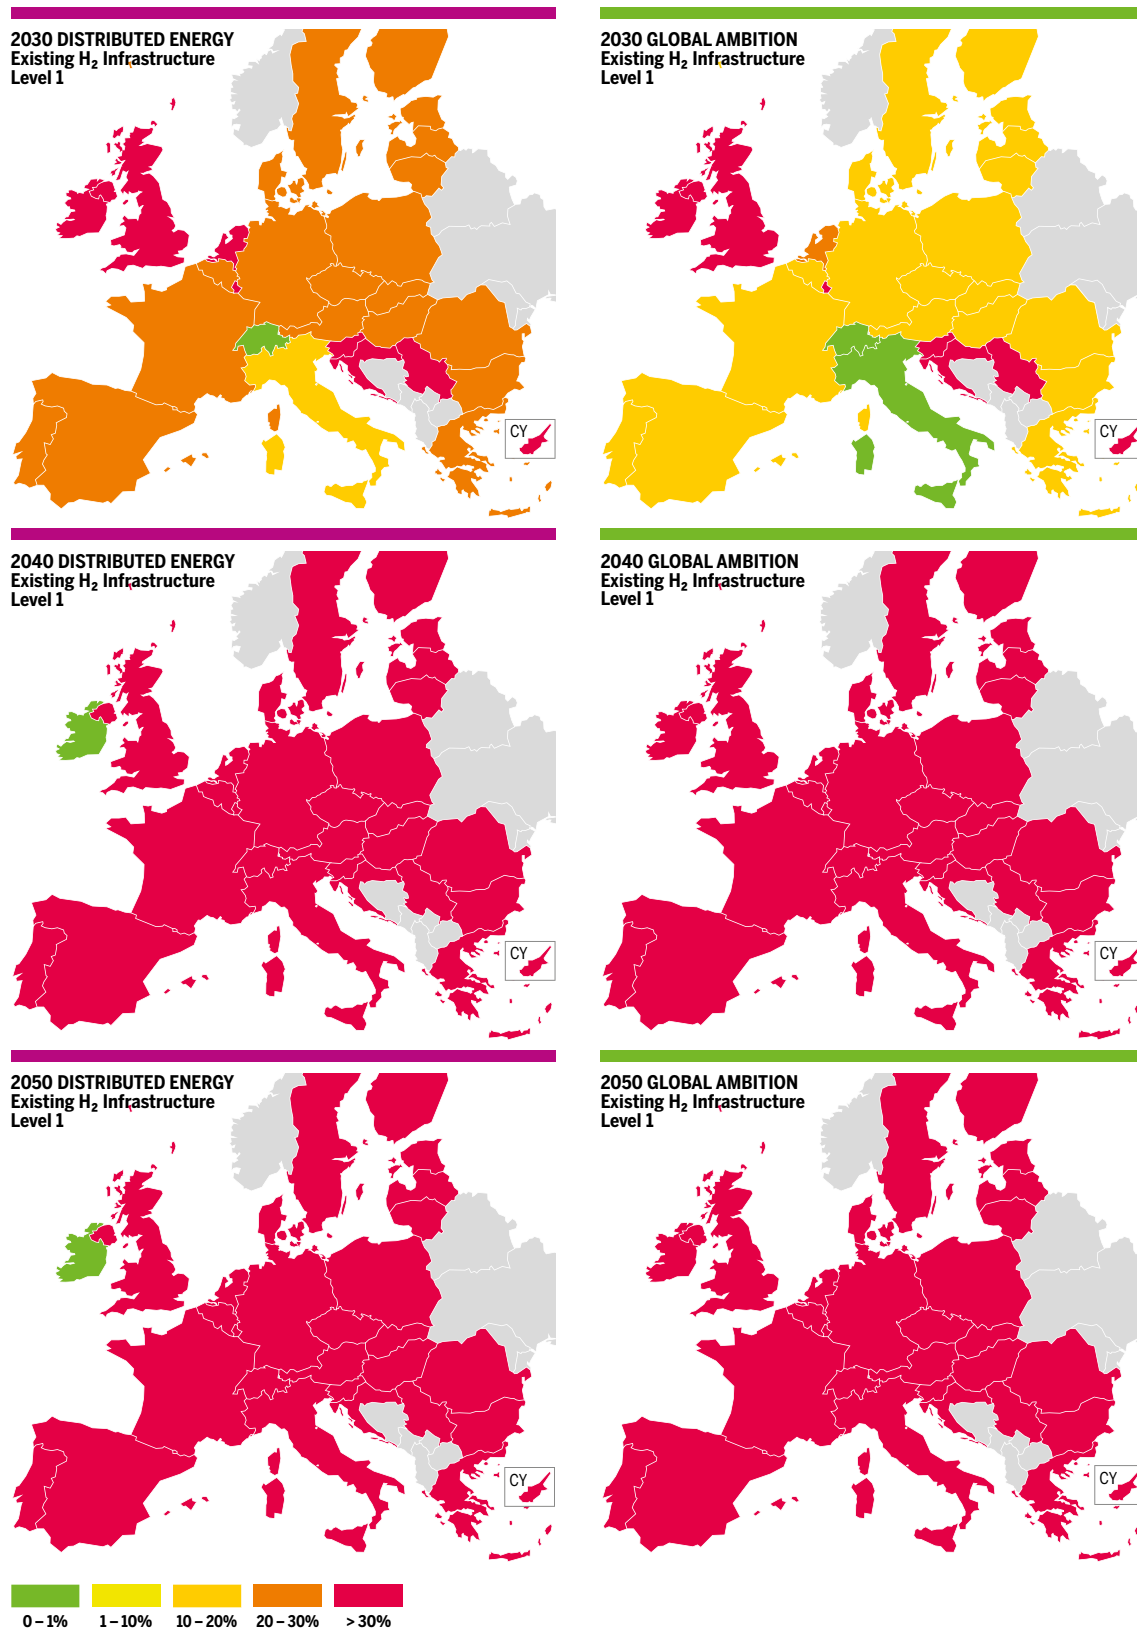 2030 DISTRIBUTED ENERGY
Existing H₂ Infrastructure
Level 1
CY
2030 GLOBAL AMBITION
Existing H₂ Infrastructure
Level 1
CY
2040 DISTRIBUTED ENERGY
Existing H₂ Infrastructure
Level 1
CY
2040 GLOBAL AMBITION
Existing H₂ Infrastructure
Level 1
CY
2050 DISTRIBUTED ENERGY
Existing H₂ Infrastructure
Level 1
CY
2050 GLOBAL AMBITION
Existing H₂ Infrastructure
Level 1
CY
0 – 1% 1 – 10% 10 – 20% 20 – 30% > 30%